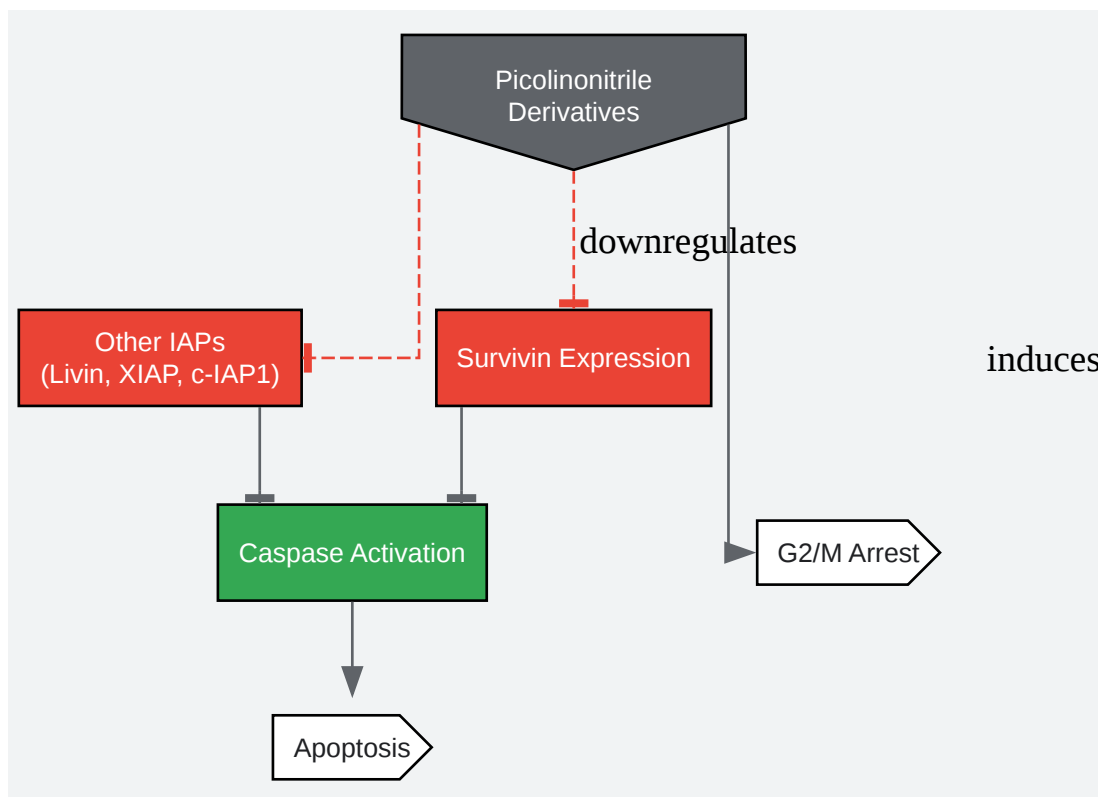 Picolinonitrile
Derivatives
downregulates
Other IAPs
(Livin, XIAP, c-IAP1)
Survivin Expression
induces
Caspase Activation
G2/M Arrest
Apoptosis